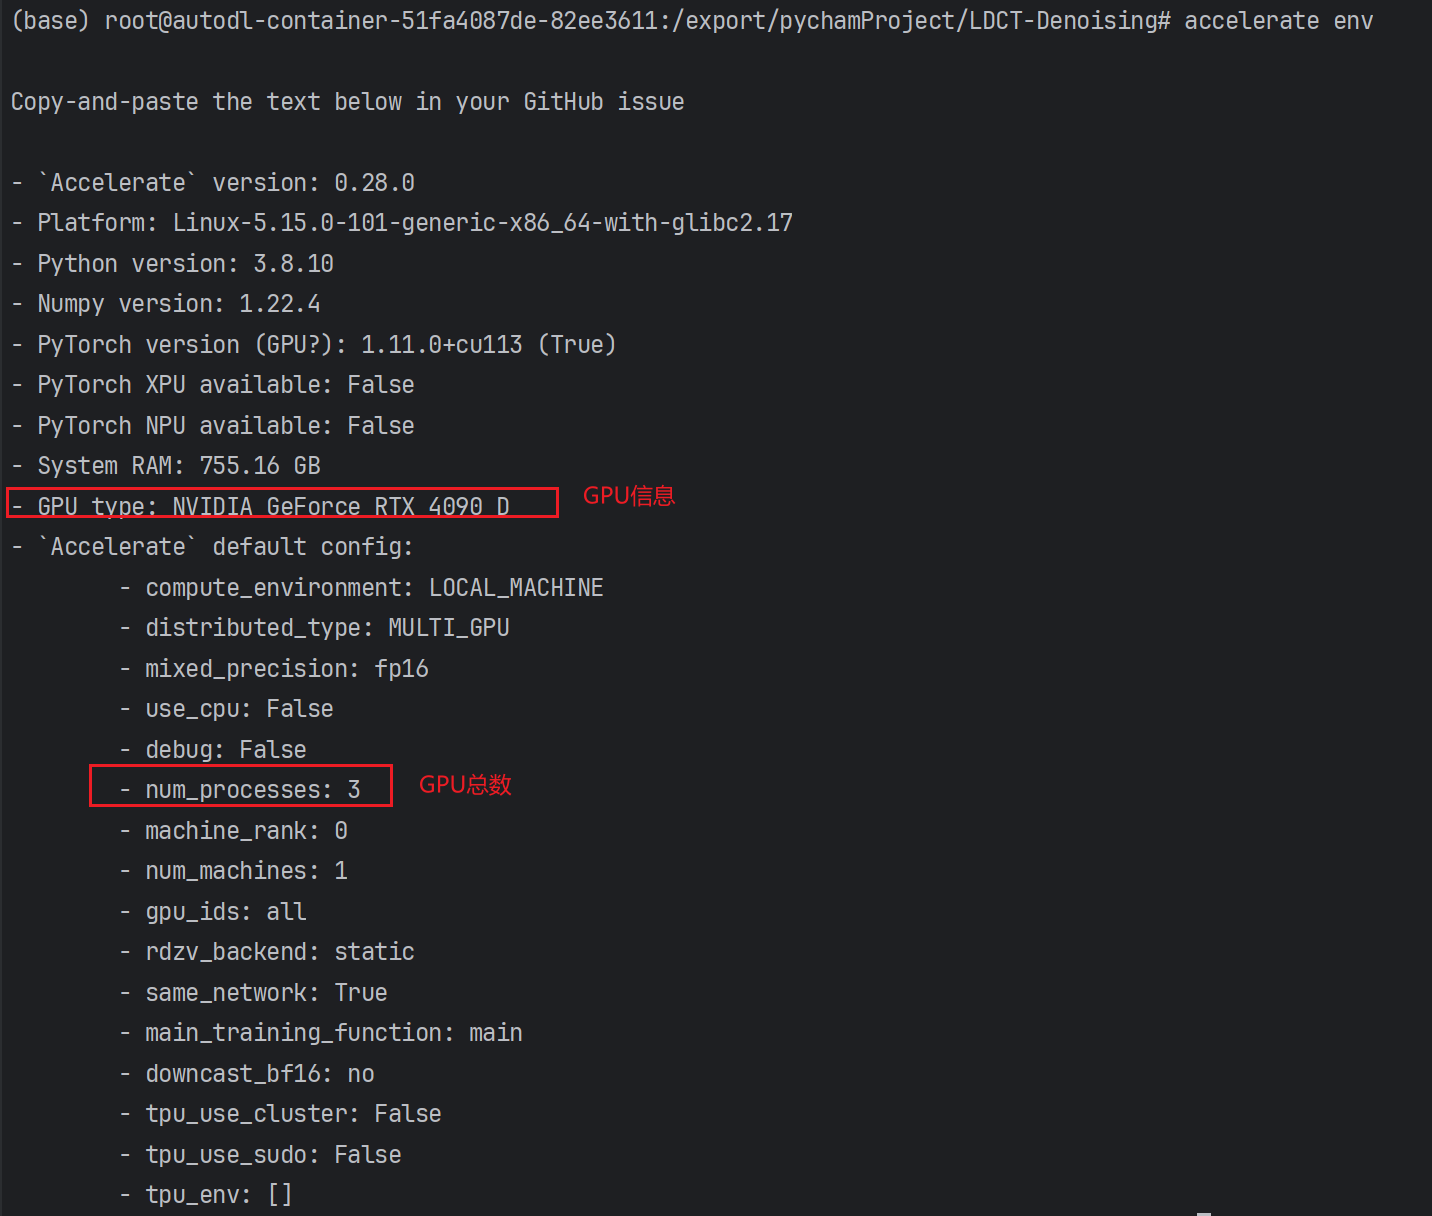 (base) root@autodl-container-51fa4087de-82ee3611:/export/pychamProject/LDCT-Denoising# accelerate env
Copy-and-paste the text below in your GitHub issue
- `Accelerate` version: 0.28.0
- Platform: Linux-5.15.0-101-generic-x86_64-with-glibc2.17
- Python version: 3.8.10
- Numpy version: 1.22.4
- PyTorch version (GPU?): 1.11.0+cu113 (True)
- PyTorch XPU available: False
- PyTorch NPU available: False
- System RAM: 755.16 GB
- GPU type: NVIDIA GeForce RTX 4090 D GPU信息
- `Accelerate` default config:
- compute_environment: LOCAL_MACHINE
- distributed_type: MULTI_GPU
- mixed_precision: fp16
- use_cpu: False
- debug: False
- num_processes: 3 GPU总数
- machine_rank: 0
- num_machines: 1
- gpu_ids: all
- rdzv_backend: static
- same_network: True
- main_training_function: main
- downcast_bf16: no
- tpu_use_cluster: False
- tpu_use_sudo: False
- tpu_env: []